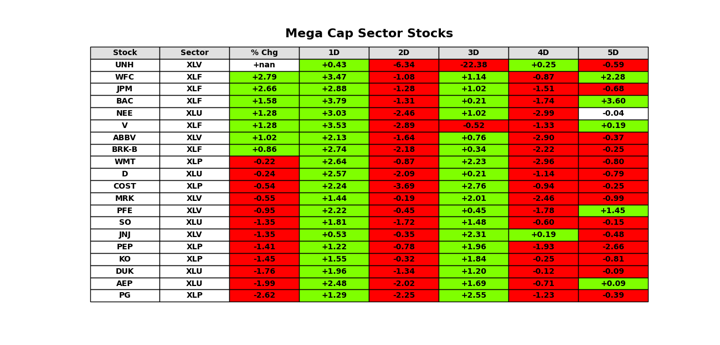 Mega Cap Sector Stocks
Stock Sector % Chg 1D 2D 3D 4D 5D
UNH XLV +nan +0.43 -6.34 -22.38 +0.25 -0.59
WFC XLF +2.79 +3.47 -1.08 +1.14 -0.87 +2.28
JPM XLF +2.66 +2.88 -1.28 +1.02 -1.51 -0.68
BAC XLF +1.58 +3.79 -1.31 +0.21 -1.74 +3.60
NEE XLU +1.28 +3.03 -2.46 +1.02 -2.99 -0.04
V XLF +1.28 +3.53 -2.89 -0.52 -1.33 +0.19
ABBV XLV +1.02 +2.13 -1.64 +0.76 -2.90 -0.37
BRK-B XLF +0.86 +2.74 -2.18 +0.34 -2.22 -0.25
WMT XLP -0.22 +2.64 -0.87 +2.23 -2.96 -0.60
D XLU -0.24 +2.57 -2.09 +0.21 -1.14 -0.79
COST XLP -0.54 +2.24 -3.69 +2.76 -0.94 -0.25
MRK XLV -0.55 +1.44 -0.19 +2.01 -2.46 -0.99
PFE XLV -0.95 +2.22 -0.45 +0.45 -1.78 +1.45
SO XLU -1.35 +1.81 -1.72 +1.48 -0.60 -0.15
JNJ XLV -1.35 +0.53 -0.35 +2.31 +0.19 -0.48
PEP XLP -1.41 +1.22 -0.78 +1.96 -1.93 -2.66
KO XLP -1.45 +1.55 -0.32 +1.84 -0.25 -0.81
DUK XLU -1.76 +1.96 -1.34 +1.20 -0.12 -0.09
AEP XLU -1.99 +2.48 -2.02 +1.69 -0.71 +0.09
PG XLP -2.62 +1.29 -2.25 +2.55 -1.23 -0.39